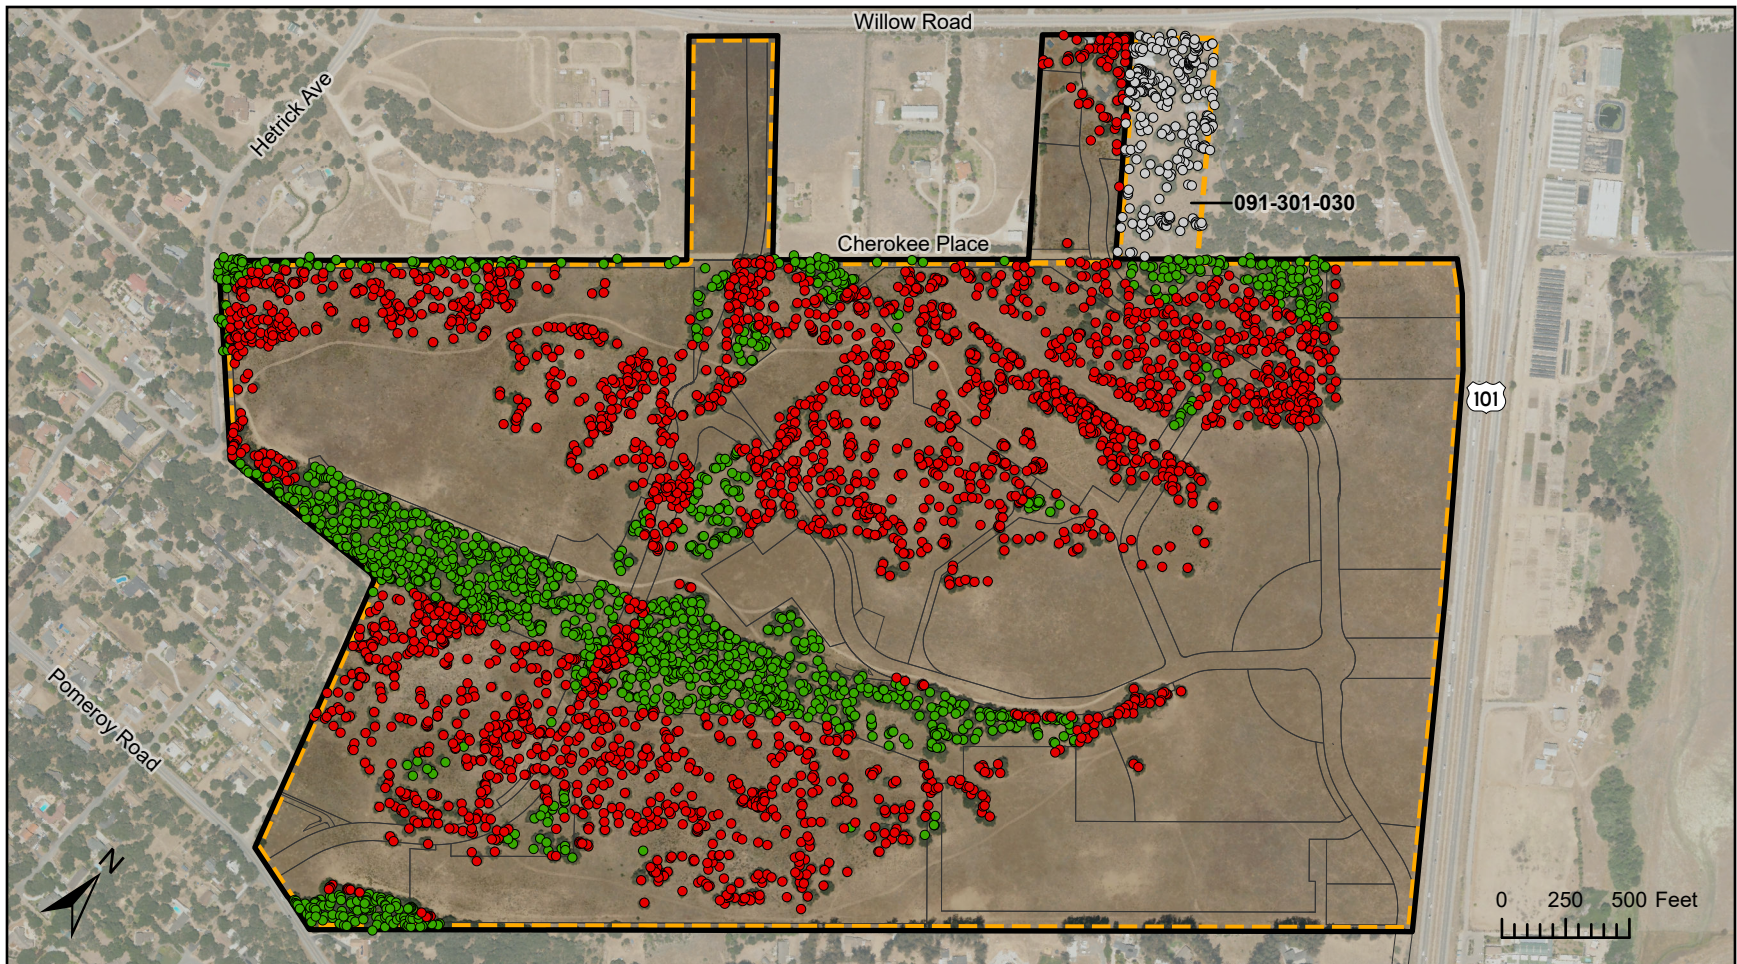 Willow Road
Hetrick Ave
091-301-030
Cherokee Place
101
Pomeroy Road
N
0 250 500 Feet